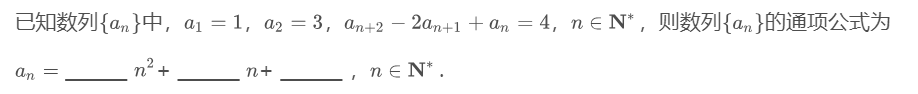 已知数列{aₙ}中，a₁ = 1，a₂ = 3，aₙ₊₂ − 2aₙ₊₁ + aₙ = 4，n ∈ N*，则数列{aₙ}的通项公式为
aₙ = ______ n² + ______ n+ ______ ，n ∈ N*．